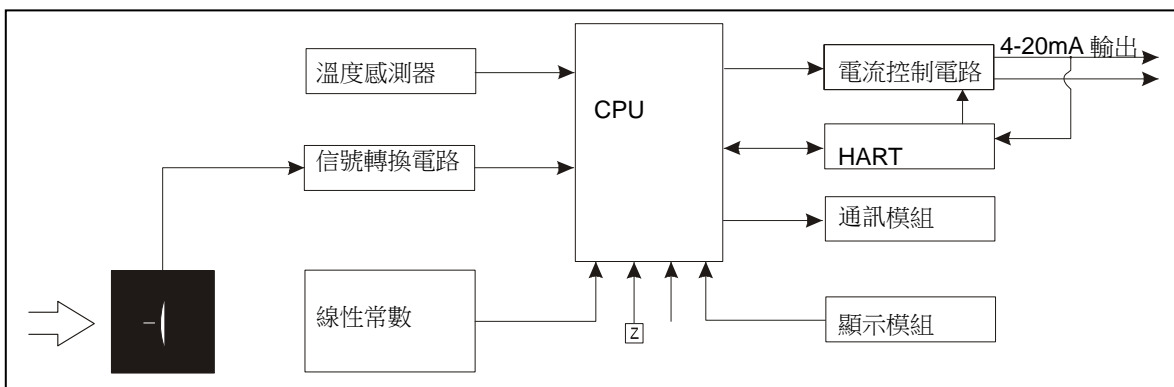 4-20mA 輸出
溫度感測器
電流控制電路
CPU
信號轉換電路
HART
通訊模組
線性常數
顯示模組
Z